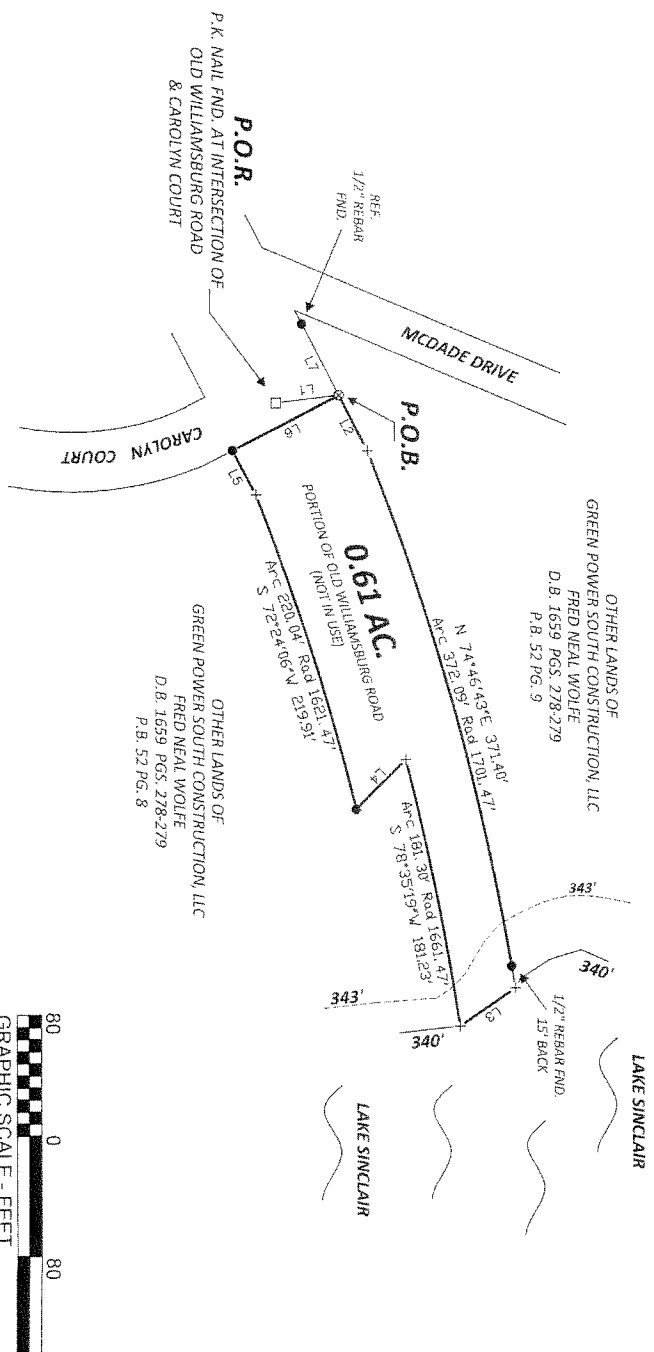 P.O.R.
P.K. NAIL FND. AT INTERSECTION OF
OLD WILLIAMSBURG ROAD
& CAROLYN COURT
REF.
1/2" REBAR
FND.
MCDADE DRIVE
L7
L1
P.O.B.
L2
L6
CAROLYN COURT
L5
OTHER LANDS OF
GREEN POWER SOUTH CONSTRUCTION, LLC
FRED NEAL WOLFE
D.B. 1659 PGS. 278-279
P.B. 52 PG. 9
N 74°46'43"E 371.40'
Arc 372.09' Rad 1701.47'
0.61 AC.
PORTION OF OLD WILLIAMSBURG ROAD
(NOT IN USE)
Arc 220.04' Rad 1621.47'
S 72°24'06"W 219.91'
L4
Arc 181.30' Rad 1661.47'
S 78°35'19"W 181.23'
OTHER LANDS OF
GREEN POWER SOUTH CONSTRUCTION, LLC
FRED NEAL WOLFE
D.B. 1659 PGS. 278-279
P.B. 52 PG. 8
343'
340'
1/2" REBAR FND.
15' BACK
L3
343'
340'
LAKE SINCLAIR
LAKE SINCLAIR
80 0 80
GRAPHIC SCALE - FEET